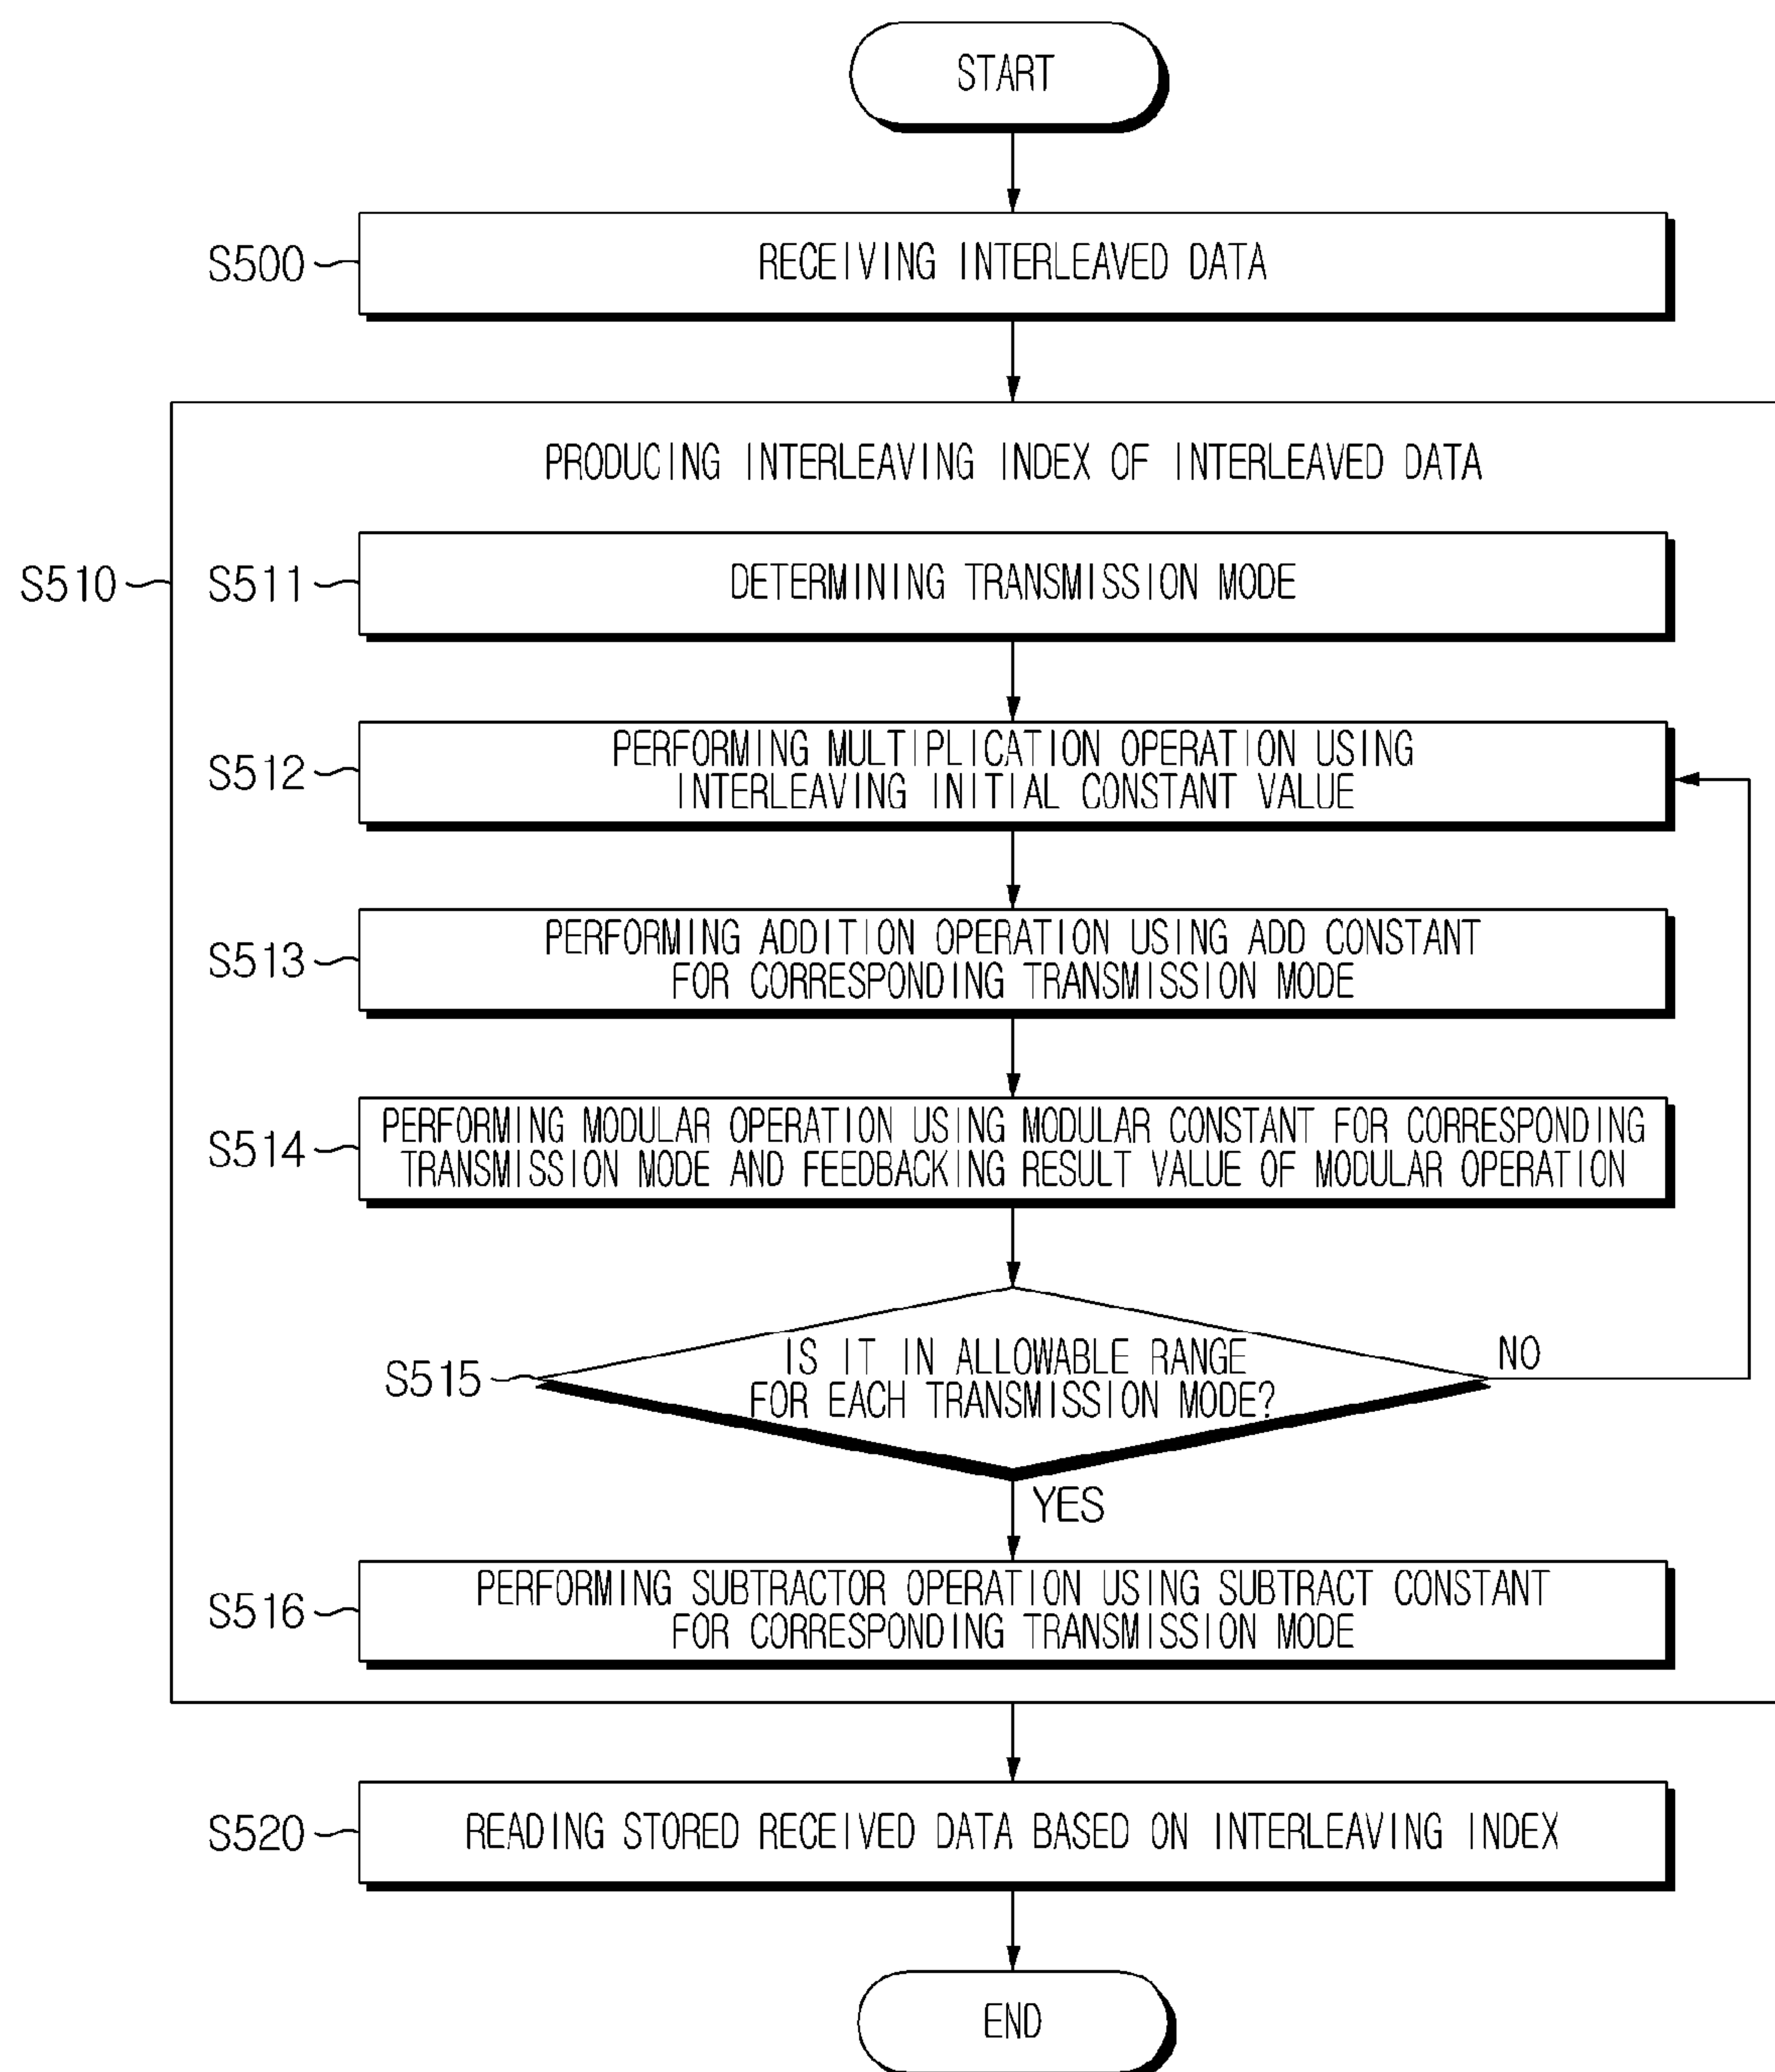 START
S500
RECEIVING INTERLEAVED DATA
PRODUCING INTERLEAVING INDEX OF INTERLEAVED DATA
S510
S511
DETERMINING TRANSMISSION MODE
S512
PERFORMING MULTIPLICATION OPERATION USING
INTERLEAVING INITIAL CONSTANT VALUE
S513
PERFORMING ADDITION OPERATION USING ADD CONSTANT
FOR CORRESPONDING TRANSMISSION MODE
S514
PERFORMING MODULAR OPERATION USING MODULAR CONSTANT FOR CORRESPONDING
TRANSMISSION MODE AND FEEDBACKING RESULT VALUE OF MODULAR OPERATION
S515
IS IT IN ALLOWABLE RANGE
FOR EACH TRANSMISSION MODE?
NO
YES
S516
PERFORMING SUBTRACTOR OPERATION USING SUBTRACT CONSTANT
FOR CORRESPONDING TRANSMISSION MODE
S520
READING STORED RECEIVED DATA BASED ON INTERLEAVING INDEX
END